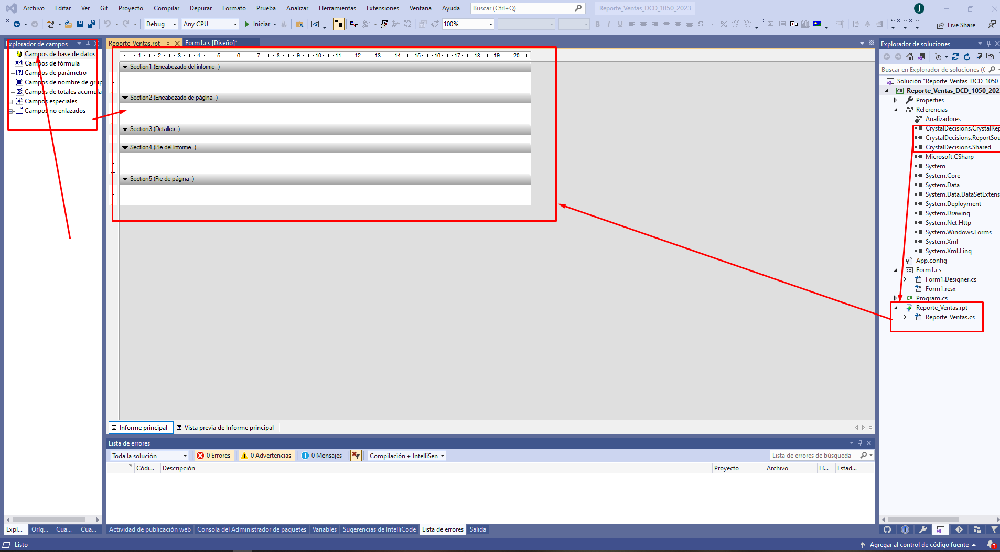 Archivo Editar Ver Git Proyecto Compilar Depurar Formato Prueba Analizar Herramientas Extensiones Ventana Ayuda Buscar (Ctrl+Q) Reporte_Ventas_DCD_1050_2023 J
Debug Any CPU Iniciar 100% Live Share
Explorador de campos
Campos de base de datos
Campos de fórmula
Campos de parámetro
Campos de nombre de grup
Campos de totales acumula
Campos especiales
Campos no enlazados
Reporte_Ventas.rpt Form1.cs [Diseño]*
1 2 3 4 5 6 7 8 9 10 11 12 13 14 15 16 17 18 19 20
Section1 (Encabezado del informe )
Section2 (Encabezado de página )
Section3 (Detalles )
Section4 (Pie del informe )
Section5 (Pie de página )
Informe principal Vista previa de Informe principal
Explorador de soluciones
Buscar en Explorador de soluciones (
Solución "Reporte_Ventas_DCD_1050_
Reporte_Ventas_DCD_1050_202
Properties
Referencias
Analizadores
CrystalDecisions.CrystalRep
CrystalDecisions.ReportSou
CrystalDecisions.Shared
Microsoft.CSharp
System
System.Core
System.Data
System.Data.DataSetExtens
System.Deployment
System.Drawing
System.Net.Http
System.Windows.Forms
System.Xml
System.Xml.Linq
App.config
Form1.cs
Form1.Designer.cs
Form1.resx
Program.cs
Reporte_Ventas.rpt
Reporte_Ventas.cs
Lista de errores
Toda la solución 0 Errores 0 Advertencias 0 Mensajes Compilación + IntelliSen Lista de errores de búsqueda
Códi... Descripción Proyecto Archivo Lí... Estad...
Expl... Oríg... Cua... Cua...
Actividad de publicación web Consola del Administrador de paquetes Variables Sugerencias de IntelliCode Lista de errores Salida
Listo Agregar al control de código fuente 3